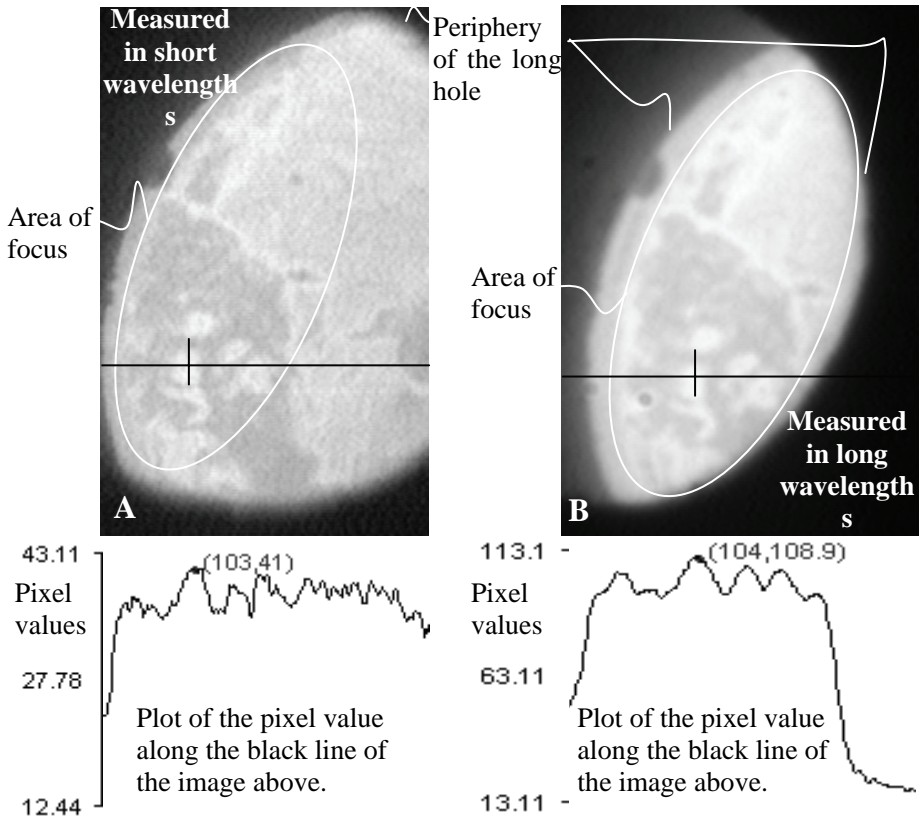 Measured
in short
wavelength
s
Periphery
of the long
hole
Area of
focus
A
Area of
focus
Measured
in long
wavelength
s
B
43.11
(103,41)
Pixel
values
27.78
Plot of the pixel value
along the black line of
the image above.
12.44
113.1
(104,108.9)
Pixel
values
63.11
Plot of the pixel value
along the black line of
the image above.
13.11